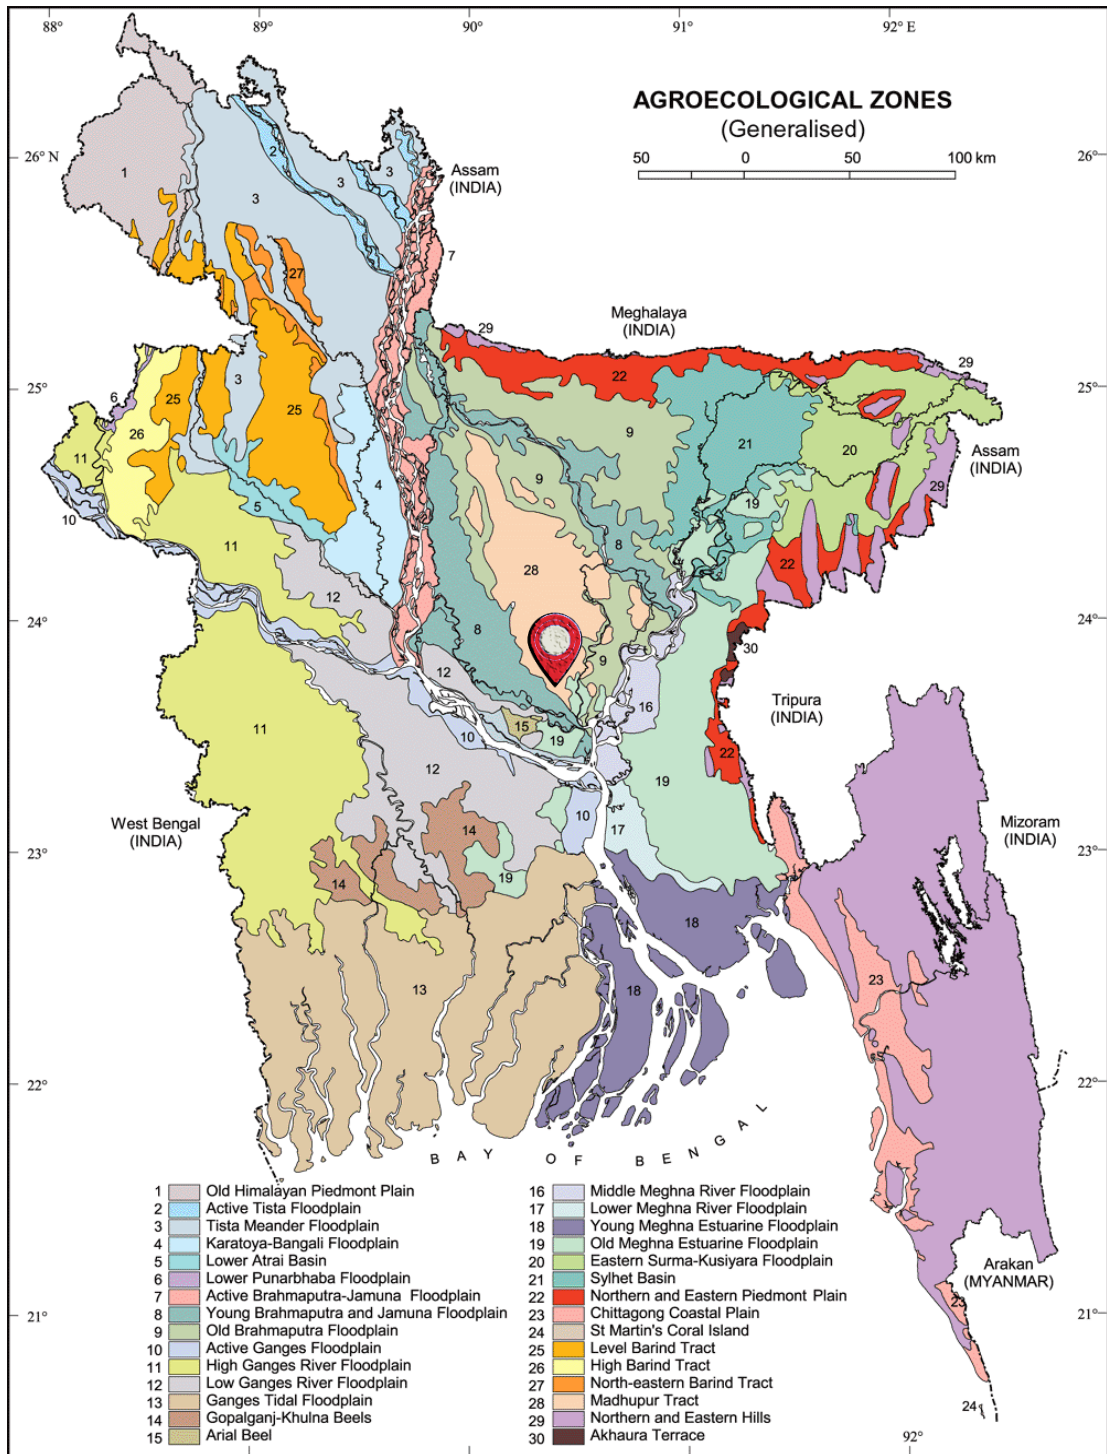 88°
89°
90°
91°
92° E
AGROECOLOGICAL ZONES
(Generalised)
50 0 50 100 km
26° N
26°
Assam
(INDIA)
1
2
3
3
3
7
27
Meghalaya
(INDIA)
29
29
22
25°
25°
6
3
25
25
26
11
4
9
21
20
Assam
(INDIA)
9
29
10
5
19
11
8
22
12
28
24°
24°
8
30
9
12
16
Tripura
(INDIA)
15
19
10
22
11
12
19
10
West Bengal
(INDIA)
17
Mizoram
(INDIA)
14
23°
23°
14
19
18
23
13
18
22°
22°
BAY OF BENGAL
1 Old Himalayan Piedmont Plain
2 Active Tista Floodplain
3 Tista Meander Floodplain
4 Karatoya-Bangali Floodplain
5 Lower Atrai Basin
6 Lower Punarbhaba Floodplain
7 Active Brahmaputra-Jamuna Floodplain
8 Young Brahmaputra and Jamuna Floodplain
9 Old Brahmaputra Floodplain
10 Active Ganges Floodplain
11 High Ganges River Floodplain
12 Low Ganges River Floodplain
13 Ganges Tidal Floodplain
14 Gopalganj-Khulna Beels
15 Arial Beel
16 Middle Meghna River Floodplain
17 Lower Meghna River Floodplain
18 Young Meghna Estuarine Floodplain
19 Old Meghna Estuarine Floodplain
20 Eastern Surma-Kusiyara Floodplain
21 Sylhet Basin
22 Northern and Eastern Piedmont Plain
23 Chittagong Coastal Plain
24 St Martin's Coral Island
25 Level Barind Tract
26 High Barind Tract
27 North-eastern Barind Tract
28 Madhupur Tract
29 Northern and Eastern Hills
30 Akhaura Terrace
Arakan
(MYANMAR)
21°
21°
23
24
92°